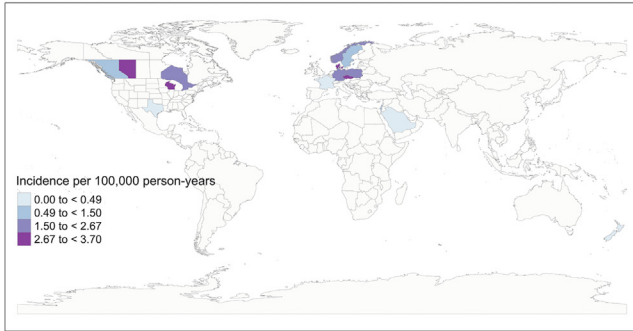 Incidence per 100,000 person-years
0.00 to < 0.49
0.49 to < 1.50
1.50 to < 2.67
2.67 to < 3.70